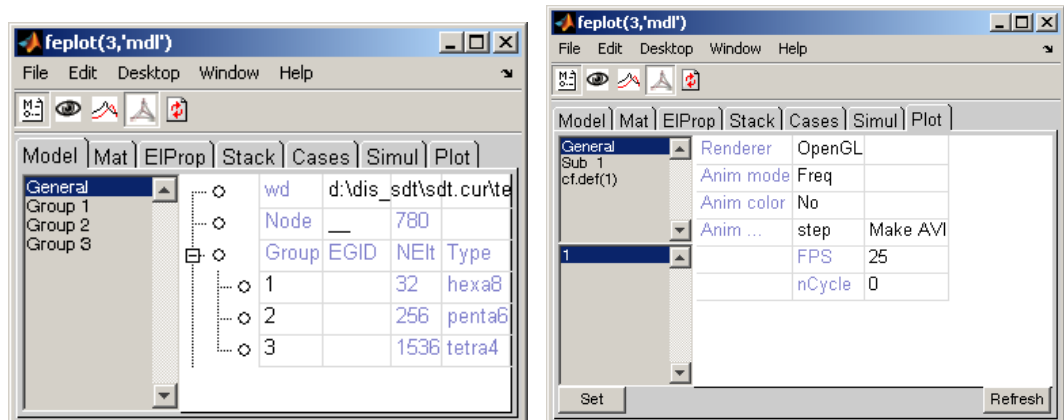 feplot(3,'mdl')
File Edit Desktop Window Help
Model Mat ElProp Stack Cases Simul Plot
General
Group 1
Group 2
Group 3
wd d:\dis_sdt\sdt.cur\te
Node __ 780
Group EGID NElt Type
1 32 hexa8
2 256 penta6
3 1536 tetra4
feplot(3,'mdl')
File Edit Desktop Window Help
Model Mat ElProp Stack Cases Simul Plot
General
Sub 1
cf.def(1)
1
Renderer OpenGL
Anim mode Freq
Anim color No
Anim ... step Make AVI
FPS 25
nCycle 0
Set Refresh